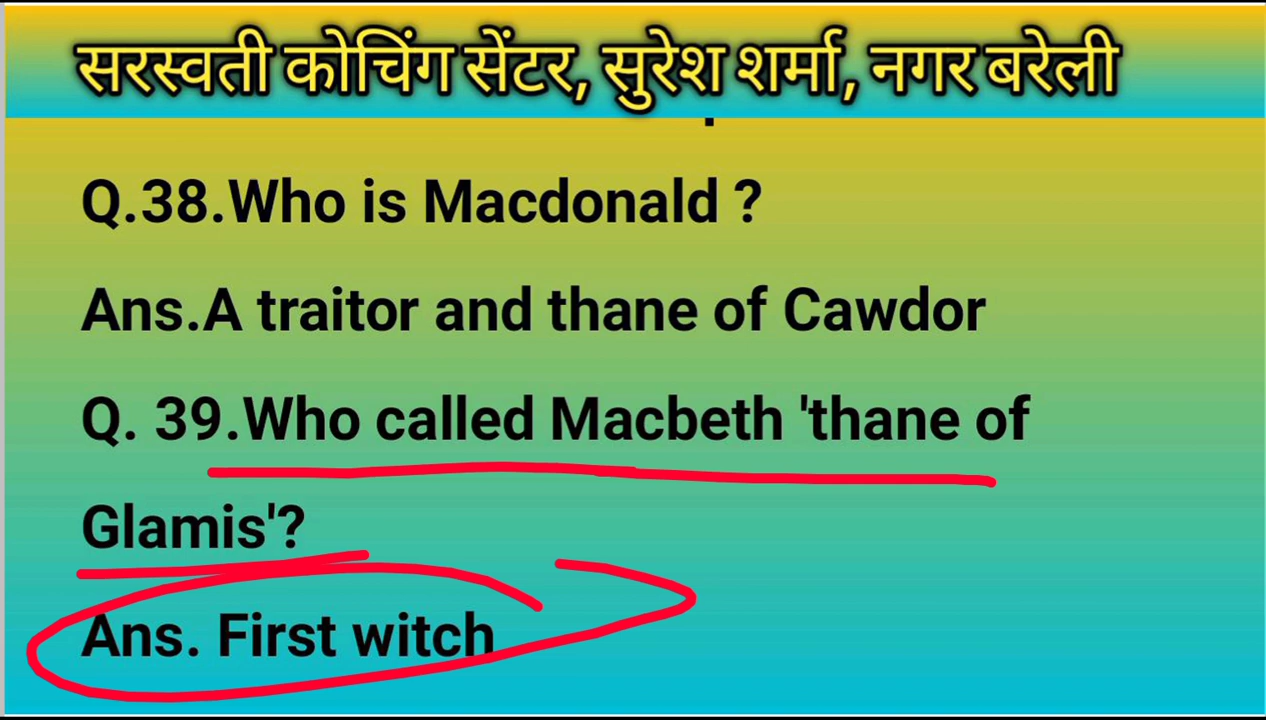 सरस्वती कोचिंग सेंटर, सुरेश शर्मा, नगर बरेली
Q.38.Who is Macdonald ?
Ans.A traitor and thane of Cawdor
Q. 39.Who called Macbeth 'thane of
Glamis'?
Ans. First witch